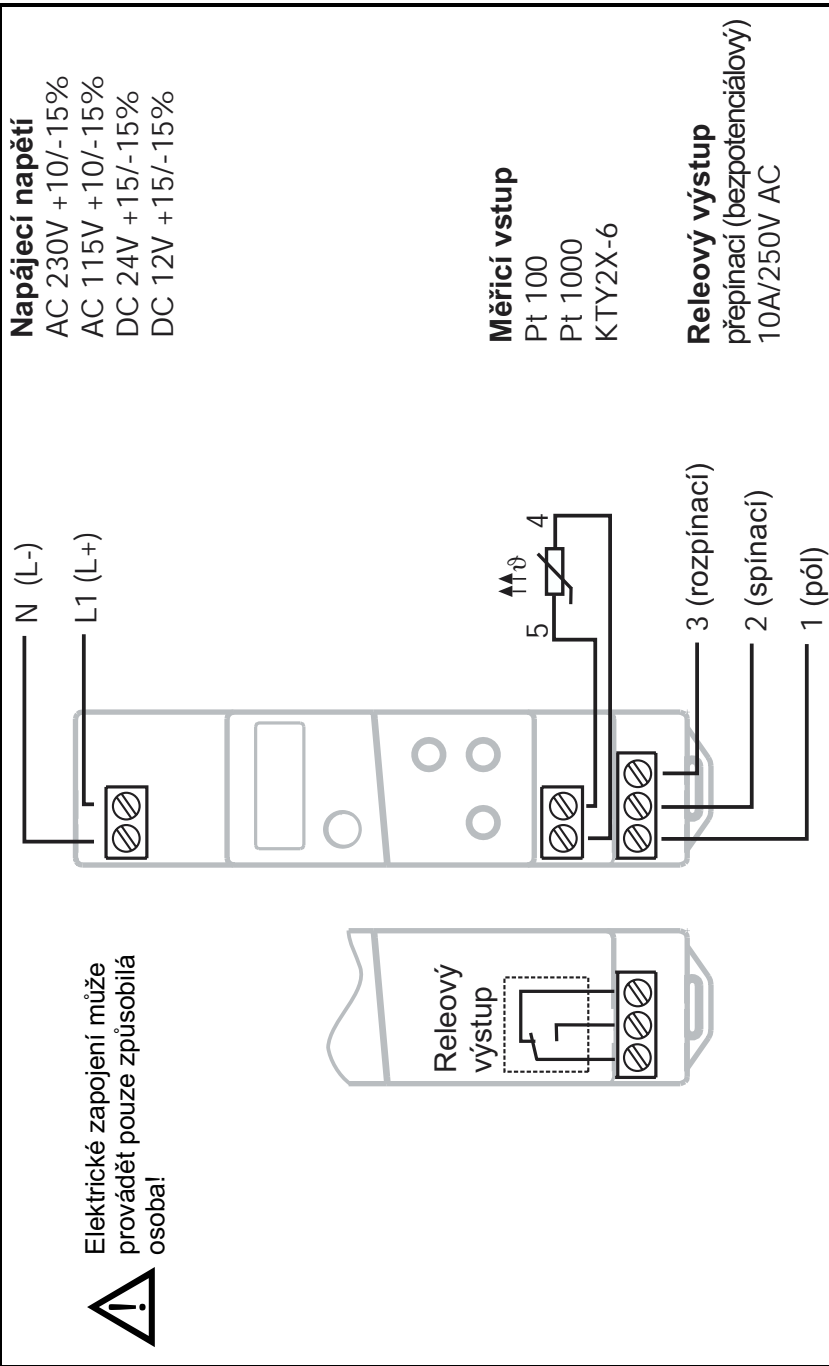 Elektrické zapojení může
provádět pouze způsobilá
osoba!
Releový
výstup
N (L-)
L1 (L+)
5
4
ϑ
3 (rozpínací)
2 (spínací)
1 (pól)
Napájecí napětí
AC 230V +10/-15%
AC 115V +10/-15%
DC 24V +15/-15%
DC 12V +15/-15%
Měřicí vstup
Pt 100
Pt 1000
KTY2X-6
Releový výstup
přepínací (bezpotenciálový)
10A/250V AC